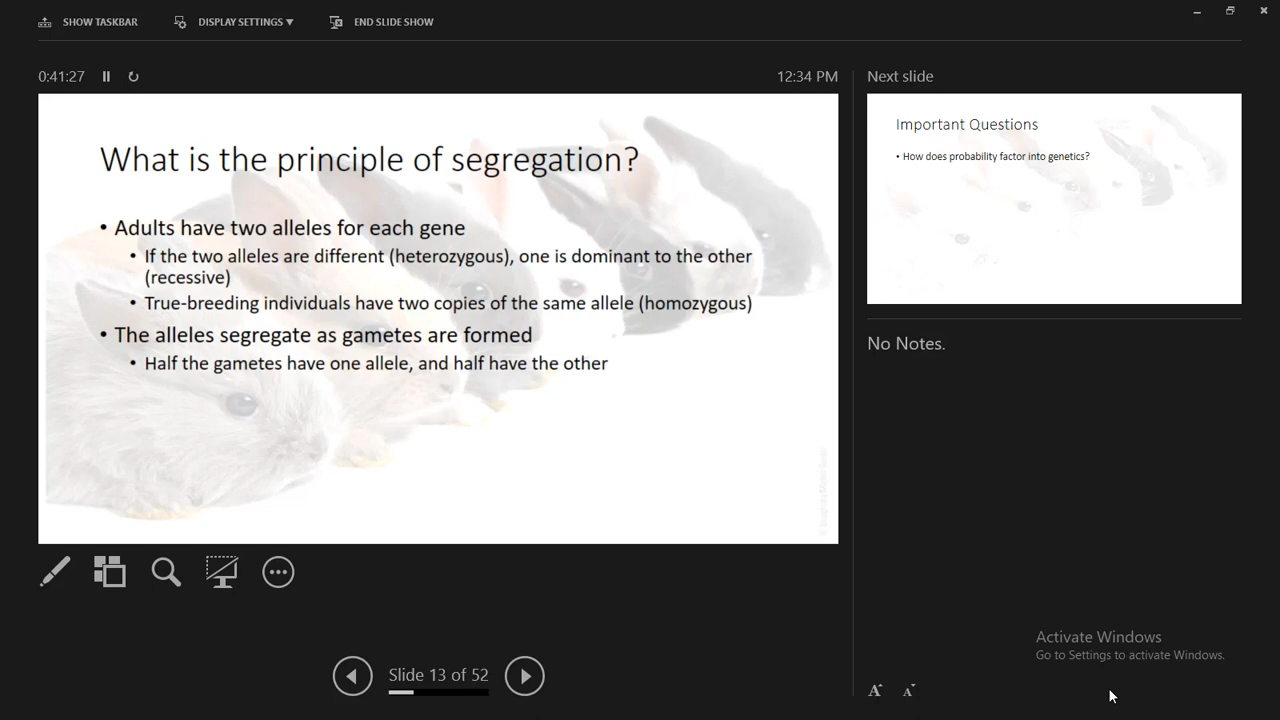 SHOW TASKBAR
DISPLAY SETTINGS ▼
END SLIDE SHOW
0:41:27
12:34 PM
What is the principle of segregation?
• Adults have two alleles for each gene
• If the two alleles are different (heterozygous), one is dominant to the other
(recessive)
• True-breeding individuals have two copies of the same allele (homozygous)
• The alleles segregate as gametes are formed
• Half the gametes have one allele, and half have the other
Slide 13 of 52
Next slide
Important Questions
• How does probability factor into genetics?
No Notes.
Activate Windows
Go to Settings to activate Windows.
A A